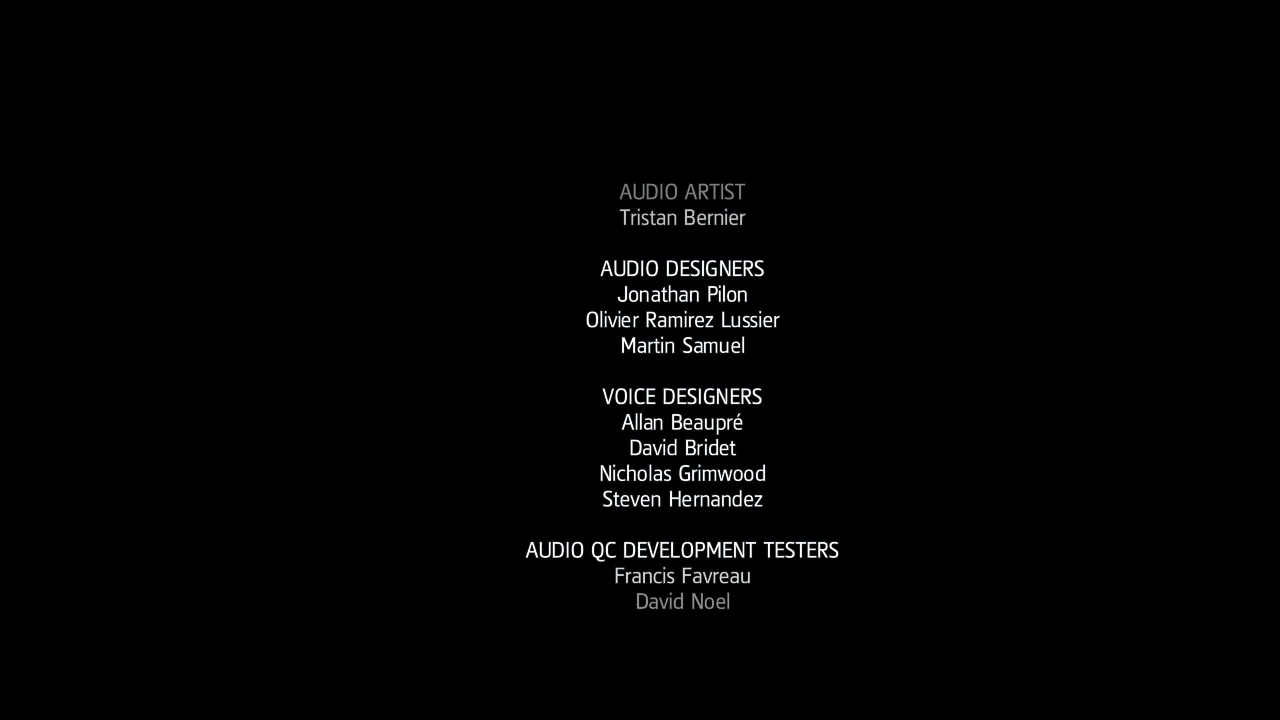 AUDIO ARTIST
Tristan Bernier
AUDIO DESIGNERS
Jonathan Pilon
Olivier Ramirez Lussier
Martin Samuel
VOICE DESIGNERS
Allan Beaupré
David Bridet
Nicholas Grimwood
Steven Hernandez
AUDIO QC DEVELOPMENT TESTERS
Francis Favreau
David Noel